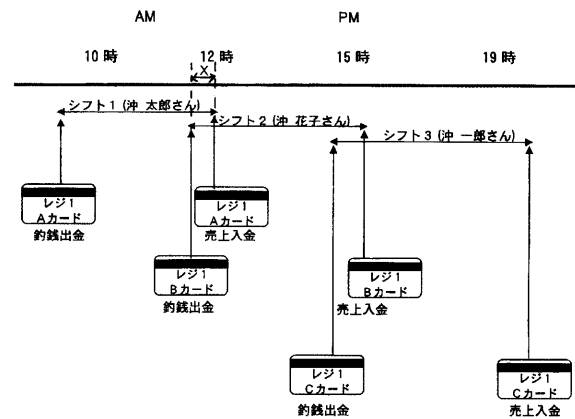 AM
PM
10時
12時
15時
19時
X
シフト1 (沖 太郎さん)
シフト2 (沖 花子さん)
シフト3 (沖 一郎さん)
レジ1
Aカード
釣銭出金
レジ1
Aカード
売上入金
レジ1
Bカード
釣銭出金
レジ1
Bカード
売上入金
レジ1
Cカード
釣銭出金
レジ1
Cカード
売上入金